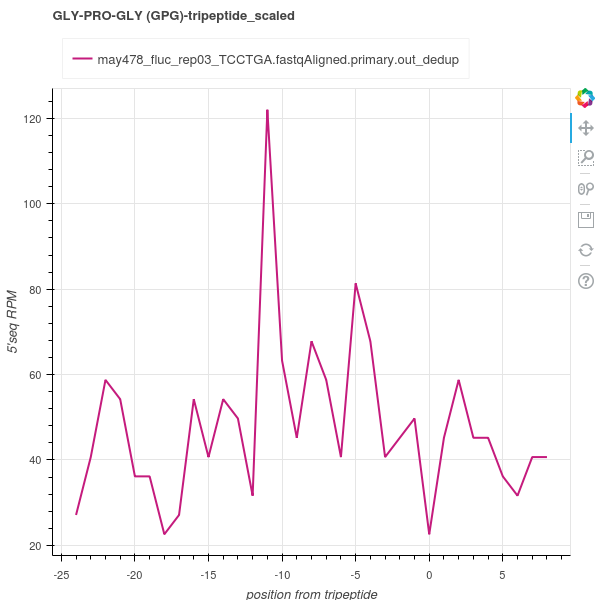 GLY-PRO-GLY (GPG)-tripeptide_scaled
may478_fluc_rep03_TCCTGA.fastqAligned.primary.out_dedup
120
100
80
60
40
20
5'seq RPM
-25 -20 -15 -10 -5 0 5
position from tripeptide